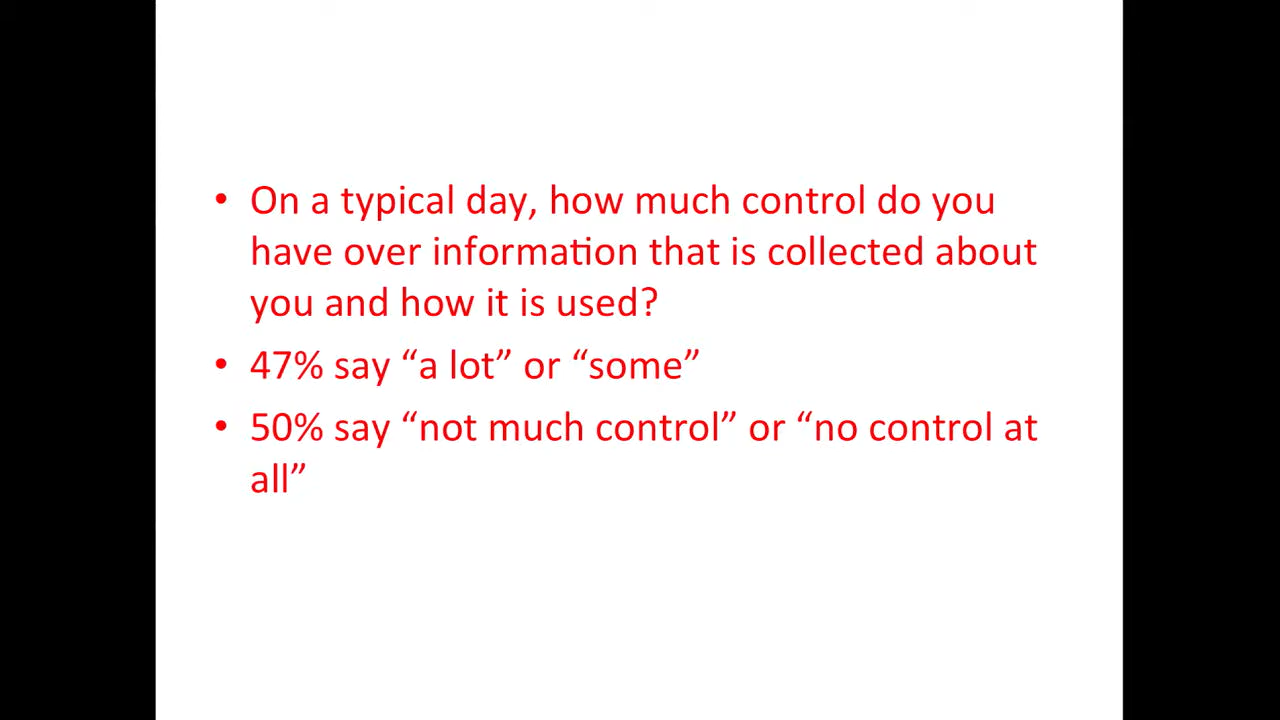 • On a typical day, how much control do you
have over information that is collected about
you and how it is used?
• 47% say “a lot” or “some”
• 50% say “not much control” or “no control at
all”